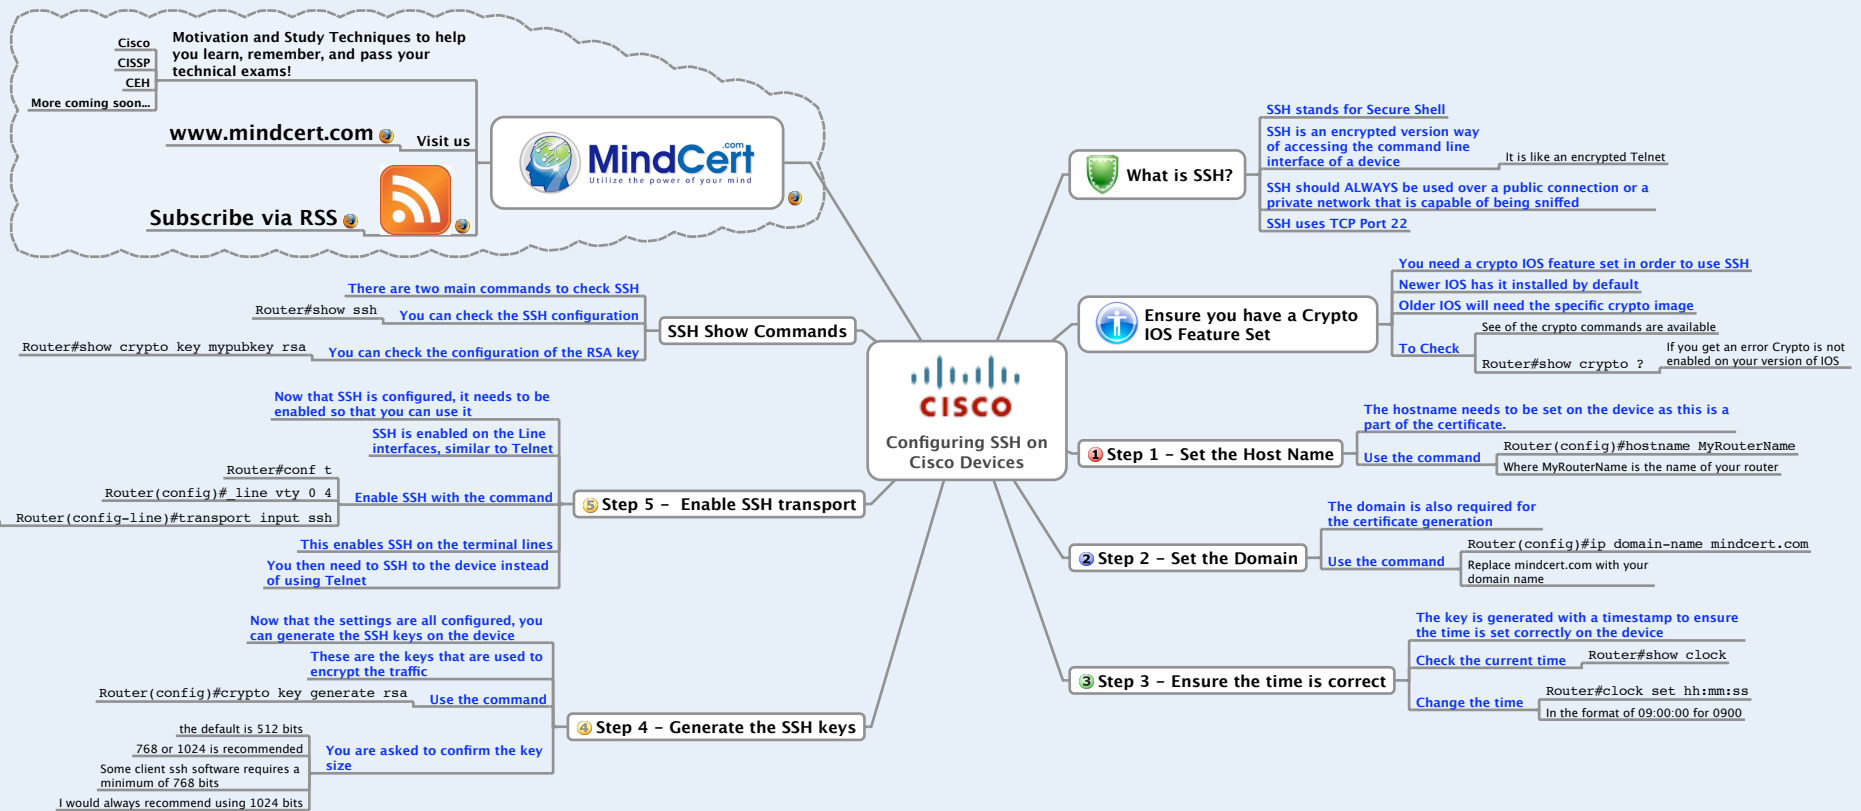 Motivation and Study Techniques to help
you learn, remember, and pass your
technical exams!
Cisco
CISSP
CEH
More coming soon...
www.mindcert.com
Visit us
Subscribe via RSS
MindCert
.com
Utilize the power of your mind
CISCO
Configuring SSH on
Cisco Devices
What is SSH?
SSH stands for Secure Shell
SSH is an encrypted version way
of accessing the command line
interface of a device
It is like an encrypted Telnet
SSH should ALWAYS be used over a public connection or a
private network that is capable of being sniffed
SSH uses TCP Port 22
Ensure you have a Crypto
IOS Feature Set
You need a crypto IOS feature set in order to use SSH
Newer IOS has it installed by default
Older IOS will need the specific crypto image
To Check
See of the crypto commands are available
Router#show crypto ?
If you get an error Crypto is not
enabled on your version of IOS
1 Step 1 - Set the Host Name
The hostname needs to be set on the device as this is a
part of the certificate.
Use the command
Router(config)#hostname MyRouterName
Where MyRouterName is the name of your router
2 Step 2 - Set the Domain
The domain is also required for
the certificate generation
Use the command
Router(config)#ip domain-name mindcert.com
Replace mindcert.com with your
domain name
3 Step 3 - Ensure the time is correct
The key is generated with a timestamp to ensure
the time is set correctly on the device
Check the current time
Router#show clock
Change the time
Router#clock set hh:mm:ss
In the format of 09:00:00 for 0900
4 Step 4 - Generate the SSH keys
Now that the settings are all configured, you
can generate the SSH keys on the device
These are the keys that are used to
encrypt the traffic
Use the command
Router(config)#crypto key generate rsa
You are asked to confirm the key
size
the default is 512 bits
768 or 1024 is recommended
Some client ssh software requires a
minimum of 768 bits
I would always recommend using 1024 bits
5 Step 5 - Enable SSH transport
Now that SSH is configured, it needs to be
enabled so that you can use it
SSH is enabled on the Line
interfaces, similar to Telnet
Enable SSH with the command
Router#conf t
Router(config)#_line vty 0 4
Router(config-line)#transport input ssh
This enables SSH on the terminal lines
You then need to SSH to the device instead
of using Telnet
SSH Show Commands
There are two main commands to check SSH
You can check the SSH configuration
Router#show ssh
You can check the configuration of the RSA key
Router#show crypto key mypubkey rsa